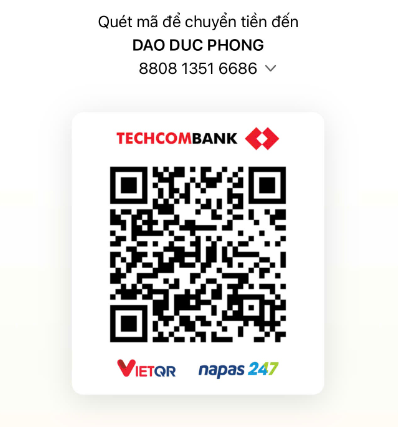 Quét mã để chuyển tiền đến
DAO DUC PHONG
8808 1351 6686
TECHCOMBANK
VIETQR napas 247